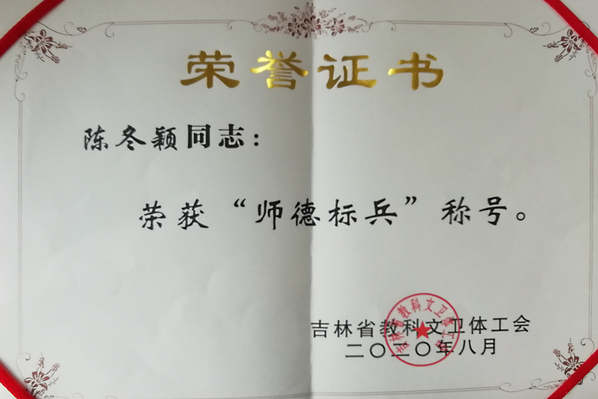 荣誉证书
陈冬颖同志：
荣获“师德标兵”称号。
吉林省教科文卫体工会
二〇二〇年八月